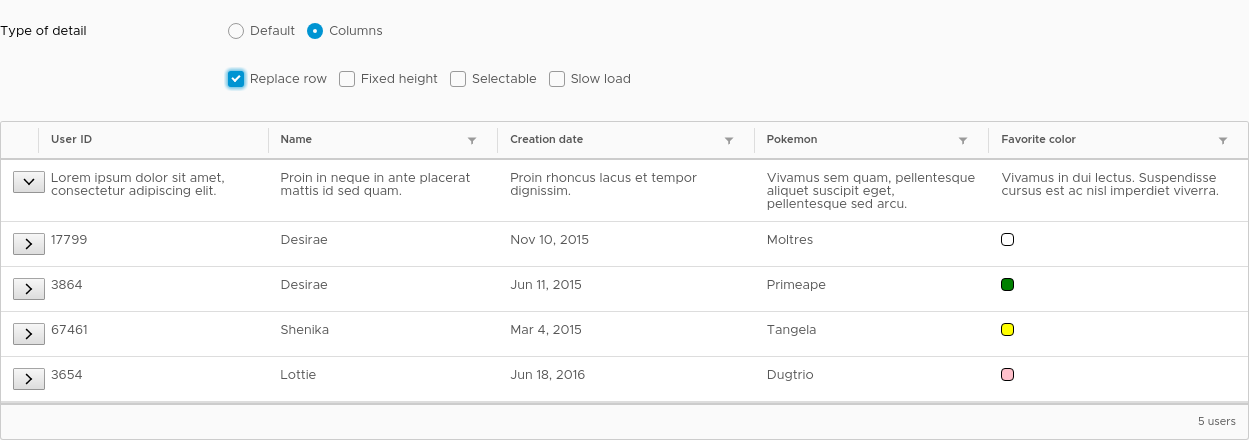 Type of detail Default Columns
Replace row Fixed height Selectable Slow load
User ID Name Creation date Pokemon Favorite color
Lorem ipsum dolor sit amet, Proin in neque in ante placerat Proin rhoncus lacus et tempor Vivamus sem quam, pellentesque Vivamus in dui lectus. Suspendisse
consectetur adipiscing elit. mattis id sed quam. dignissim. aliquet suscipit eget, cursus est ac nisl imperdiet viverra.
pellentesque sed arcu.
17799 Desirae Nov 10, 2015 Moltres
3864 Desirae Jun 11, 2015 Primeape
67461 Shenika Mar 4, 2015 Tangela
3654 Lottie Jun 18, 2016 Dugtrio
5 users